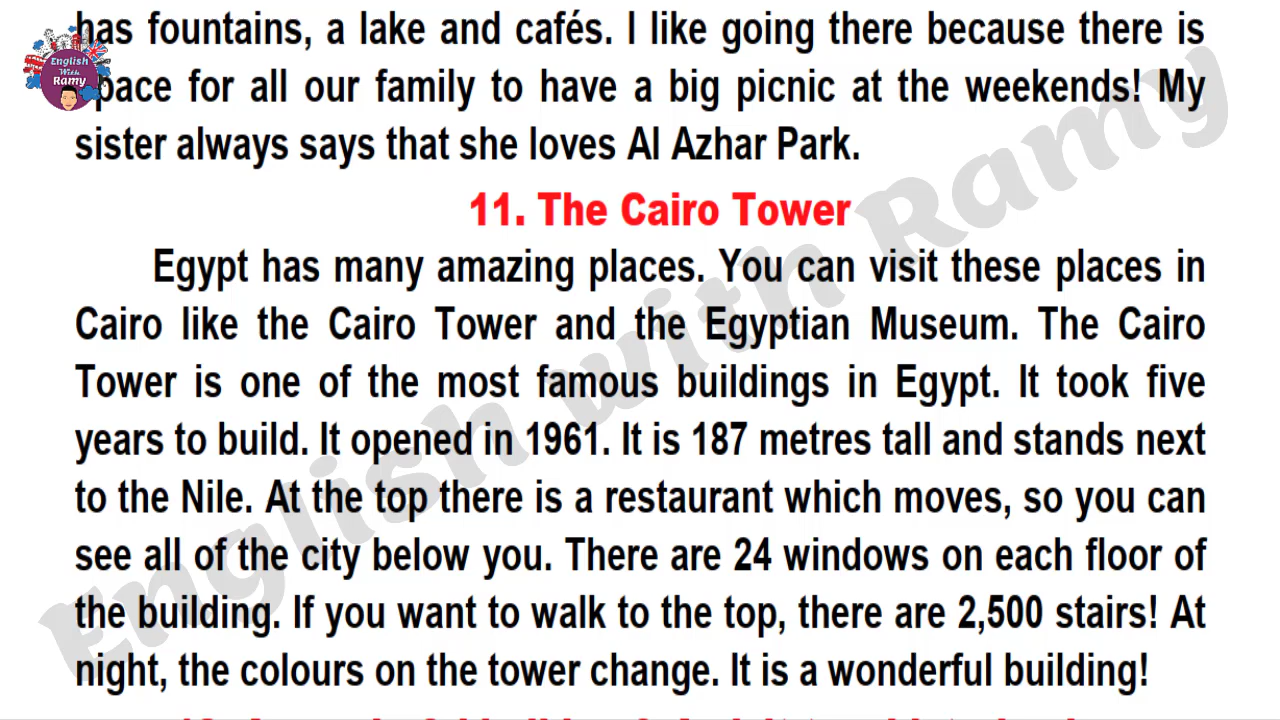 has fountains, a lake and cafés. I like going there because there is
space for all our family to have a big picnic at the weekends! My
sister always says that she loves Al Azhar Park.
11. The Cairo Tower
Egypt has many amazing places. You can visit these places in
Cairo like the Cairo Tower and the Egyptian Museum. The Cairo
Tower is one of the most famous buildings in Egypt. It took five
years to build. It opened in 1961. It is 187 metres tall and stands next
to the Nile. At the top there is a restaurant which moves, so you can
see all of the city below you. There are 24 windows on each floor of
the building. If you want to walk to the top, there are 2,500 stairs! At
night, the colours on the tower change. It is a wonderful building!
English
With
Ramy
English with Ramy